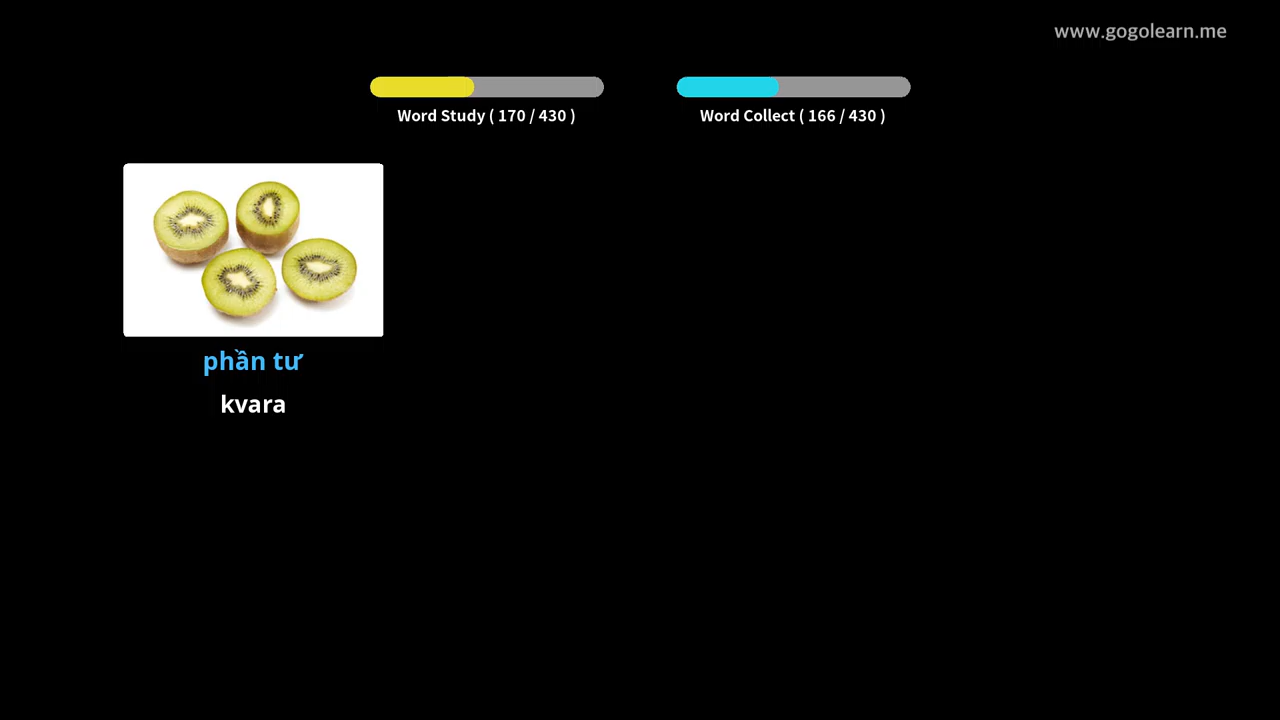 www.gogolearn.me
Word Study ( 170 / 430 )
Word Collect ( 166 / 430 )
phần tư
kvara